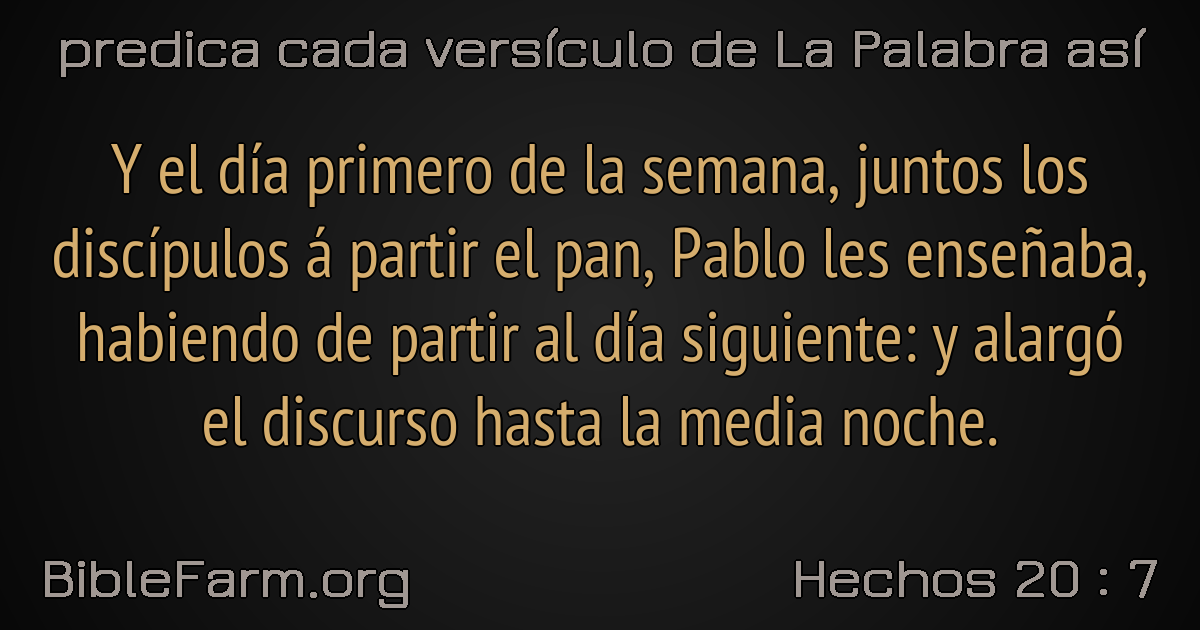 predica cada versículo de La Palabra así
Y el día primero de la semana, juntos los
discípulos á partir el pan, Pablo les enseñaba,
habiendo de partir al día siguiente: y alargó
el discurso hasta la media noche.
BibleFarm.org
Hechos 20 : 7